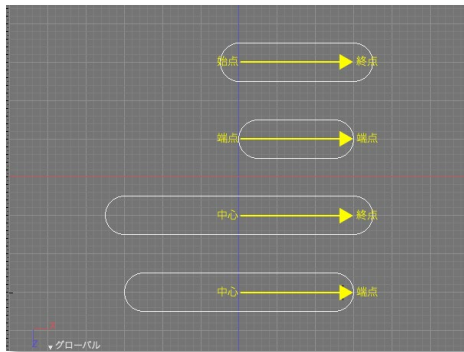 始点 終点
端点 端点
中心 終点
中心 端点
グローバル